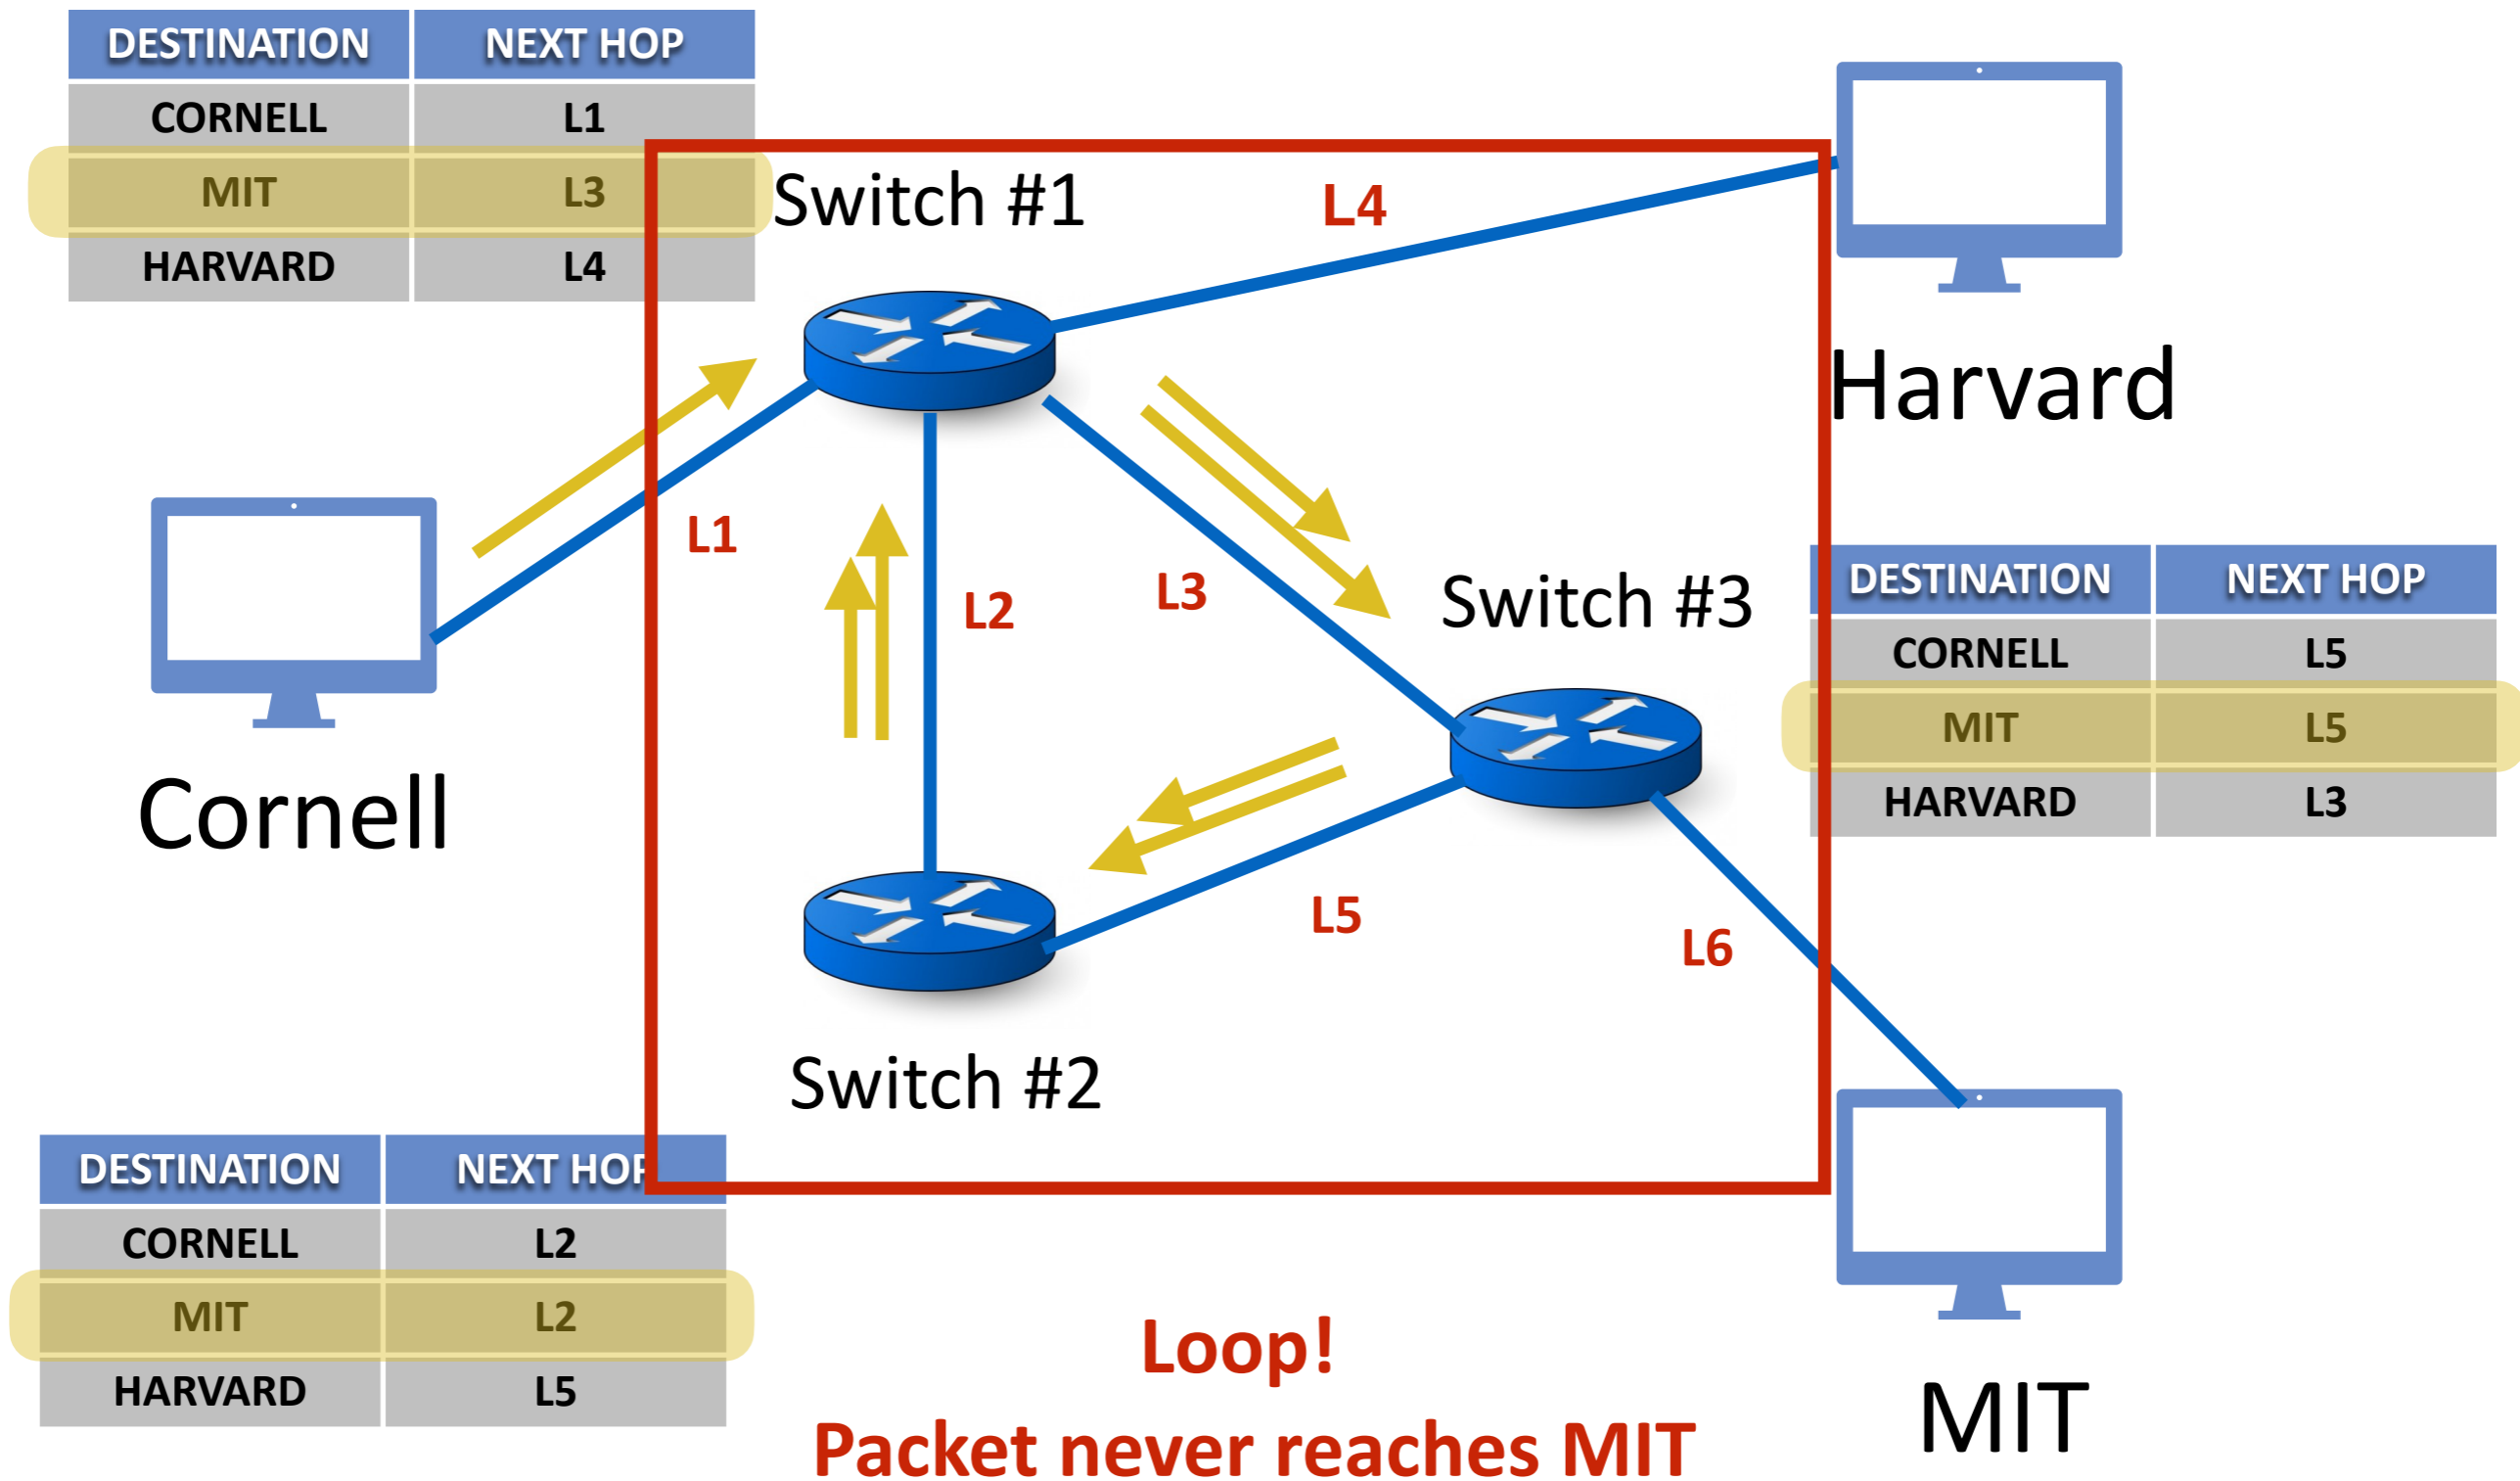 DESTINATION NEXT HOP
CORNELL L1
MIT L3
HARVARD L4
Switch #1
L4
Harvard
L1
L2
L3
Switch #3
Cornell
DESTINATION NEXT HOP
CORNELL L5
MIT L5
HARVARD L3
L5
L6
Switch #2
DESTINATION NEXT HOP
CORNELL L2
MIT L2
HARVARD L5
Loop!
Packet never reaches MIT
MIT